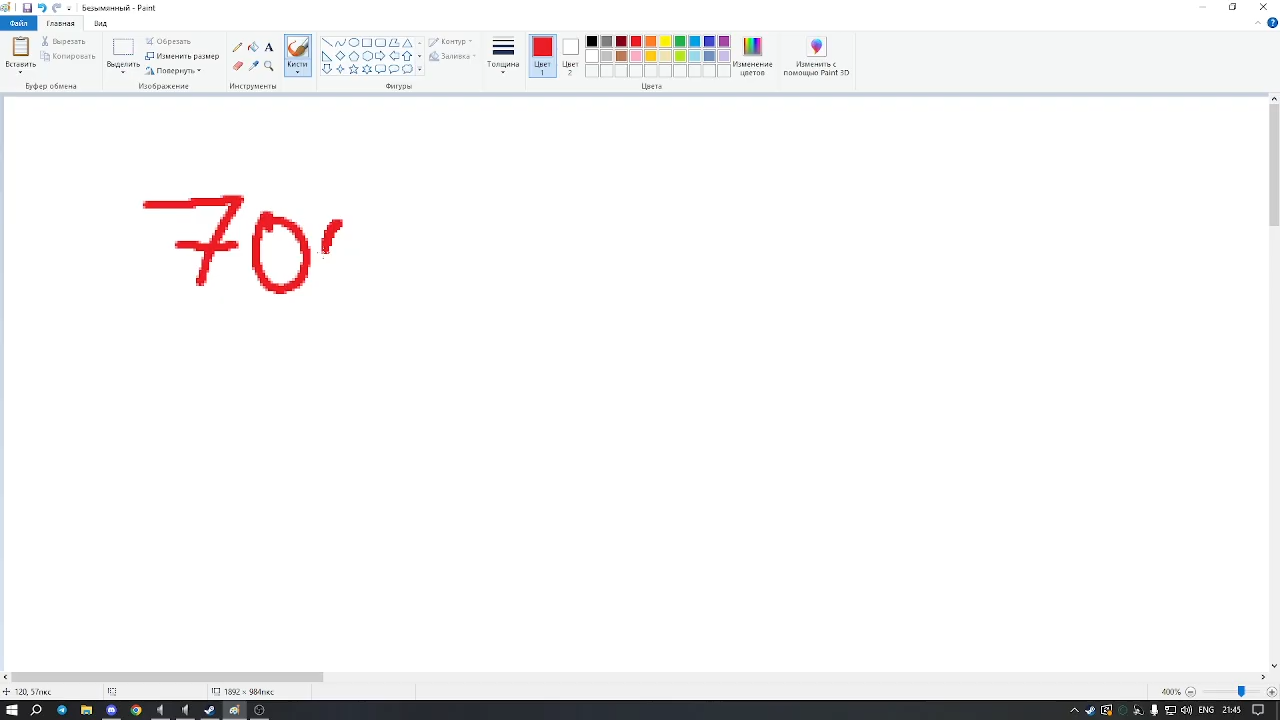 Безымянный - Paint
Файл Главная Вид
Вставить
Вырезать
Копировать
Буфер обмена
Выделить
Обрезать
Изменить размер
Повернуть
Изображение
A
Инструменты
Кисти
Контур
Заливка
Фигуры
Толщина
Цвет 1
Цвет 2
Изменение цветов
Цвета
Изменить с помощью Paint 3D
70
120, 57пкс
1892 × 984пкс
400%
ENG 21:45